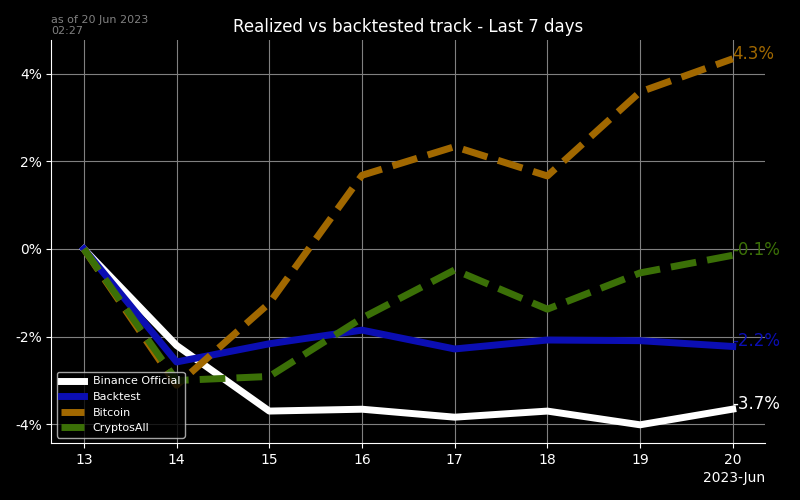 as of 20 Jun 2023
02:27
Realized vs backtested track - Last 7 days
4%
2%
0%
-2%
-4%
4.3%
-0.1%
-2.2%
-3.7%
Binance Official
Backtest
Bitcoin
CryptosAll
13 14 15 16 17 18 19 20
2023-Jun